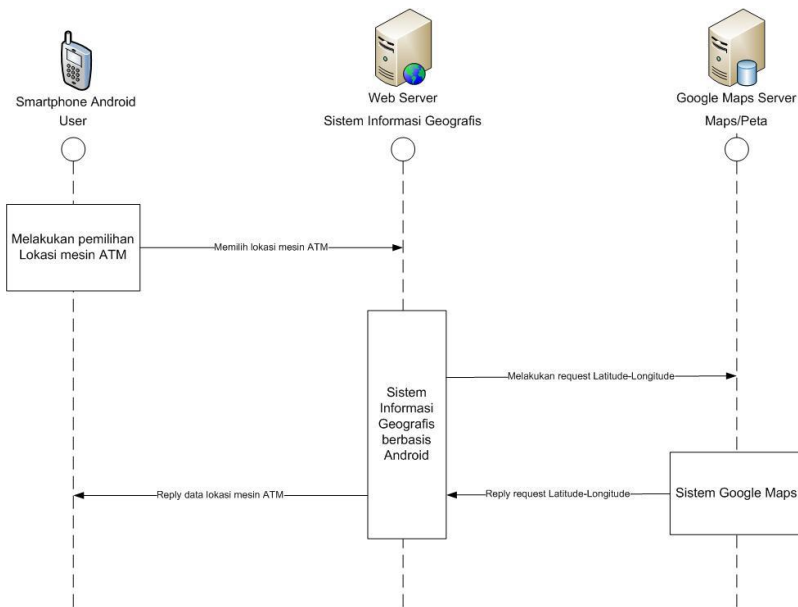 Smartphone Android
User
Web Server
Sistem Informasi Geografis
Google Maps Server
Maps/Peta
Melakukan pemilihan
Lokasi mesin ATM
Memilih lokasi mesin ATM
Sistem
Informasi
Geografis
berbasis
Android
Melakukan request Latitude-Longitude
Sistem Google Maps
Reply request Latitude-Longitude
Reply data lokasi mesin ATM